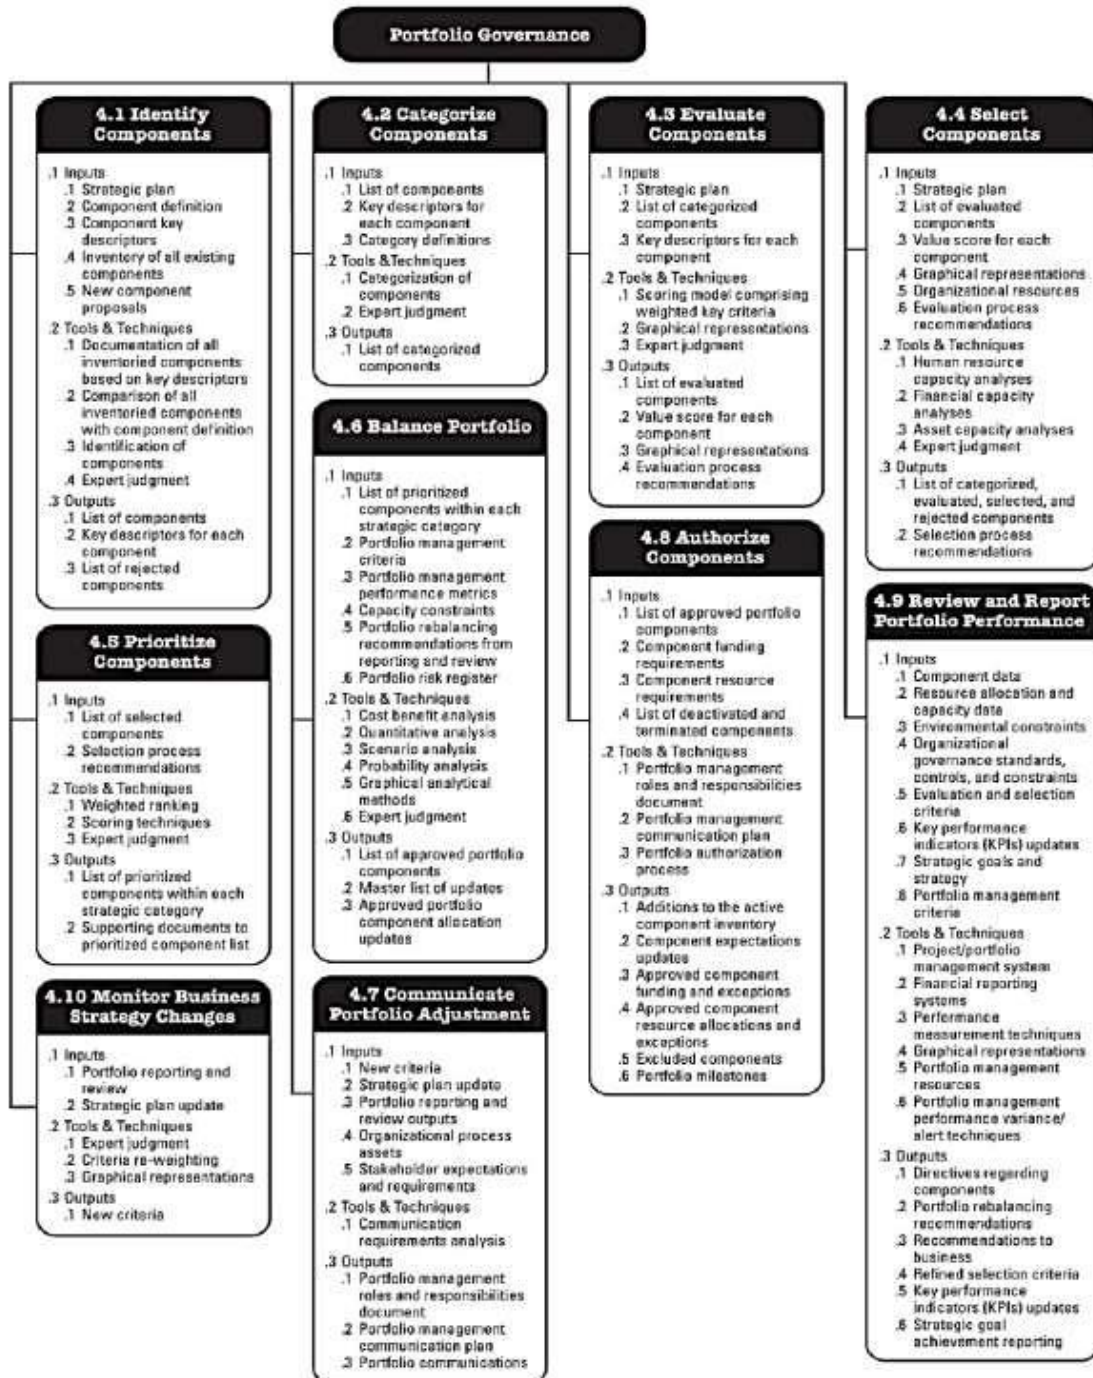 Portfolio Governance
4.1 Identify
Components
.1 Inputs
.1 Strategic plan
.2 Component definition
.3 Component key
descriptors
.4 Inventory of all existing
components
.5 New component
proposals
.2 Tools & Techniques
.1 Documentation of all
inventoried components
based on key descriptors
.2 Comparison of all
inventoried components
with component definition
.3 Identification of
components
.4 Expert judgment
.3 Outputs
.1 List of components
.2 Key descriptors for each
component
.3 List of rejected
components
4.2 Categorize
Components
.1 Inputs
.1 List of components
.2 Key descriptors for
each component
.3 Category definitions
.2 Tools &Techniques
.1 Categorization of
components
.2 Expert judgment
.3 Outputs
.1 List of categorized
components
4.3 Evaluate
Components
.1 Inputs
.1 Strategic plan
.2 List of categorized
components
.3 Key descriptors for each
component
.2 Tools & Techniques
.1 Scoring model comprising
weighted key criteria
.2 Graphical representations
.3 Expert judgment
.3 Outputs
.1 List of evaluated
components
.2 Value score for each
component
.3 Graphical representations
.4 Evaluation process
recommendations
4.4 Select
Components
.1 Inputs
.1 Strategic plan
.2 List of evaluated
components
.3 Value score for each
component
.4 Graphical representations
.5 Organizational resources
.6 Evaluation process
recommendations
.2 Tools & Techniques
.1 Human resource
capacity analyses
.2 Financial capacity
analyses
.3 Asset capacity analyses
.4 Expert judgment
.3 Outputs
.1 List of categorized,
evaluated, selected, and
rejected components
.2 Selection process
recommendations
4.5 Prioritize
Components
.1 Inputs
.1 List of selected
components
.2 Selection process
recommendations
.2 Tools & Techniques
.1 Weighted ranking
.2 Scoring techniques
.3 Expert judgment
.3 Outputs
.1 List of prioritized
components within each
strategic category
.2 Supporting documents to
prioritized component list
4.6 Balance Portfolio
.1 Inputs
.1 List of prioritized
components within each
strategic category
.2 Portfolio management
criteria
.3 Portfolio management
performance metrics
.4 Capacity constraints
.5 Portfolio rebalancing
recommendations from
reporting and review
.6 Portfolio risk register
.2 Tools & Techniques
.1 Cost benefit analysis
.2 Quantitative analysis
.3 Scenario analysis
.4 Probability analysis
.5 Graphical analytical
methods
.6 Expert judgment
.3 Outputs
.1 List of approved portfolio
components
.2 Master list of updates
.3 Approved portfolio
component allocation
updates
4.8 Authorize
Components
.1 Inputs
.1 List of approved portfolio
components
.2 Component funding
requirements
.3 Component resource
requirements
.4 List of deactivated and
terminated components
.2 Tools & Techniques
.1 Portfolio management
roles and responsibilities
document
.2 Portfolio management
communication plan
.3 Portfolio authorization
process
.3 Outputs
.1 Additions to the active
component inventory
.2 Component expectations
updates
.3 Approved component
funding and exceptions
.4 Approved component
resource allocations and
exceptions
.5 Excluded components
.6 Portfolio milestones
4.9 Review and Report
Portfolio Performance
.1 Inputs
.1 Component data
.2 Resource allocation and
capacity data
.3 Environmental constraints
.4 Organizational
governance standards,
controls, and constraints
.5 Evaluation and selection
criteria
.6 Key performance
indicators (KPIs) updates
.7 Strategic goals and
strategy
.8 Portfolio management
criteria
.2 Tools & Techniques
.1 Project/portfolio
management system
.2 Financial reporting
systems
.3 Performance
measurement techniques
.4 Graphical representations
.5 Portfolio management
resources
.6 Portfolio management
performance variance/
alert techniques
.3 Outputs
.1 Directives regarding
components
.2 Portfolio rebalancing
recommendations
.3 Recommendations to
business
.4 Refined selection criteria
.5 Key performance
indicators (KPIs) updates
.6 Strategic goal
achievement reporting
4.10 Monitor Business
Strategy Changes
.1 Inputs
.1 Portfolio reporting and
review
.2 Strategic plan update
.2 Tools & Techniques
.1 Expert judgment
.2 Criteria re-weighting
.3 Graphical representations
.3 Outputs
.1 New criteria
4.7 Communicate
Portfolio Adjustment
.1 Inputs
.1 New criteria
.2 Strategic plan update
.3 Portfolio reporting and
review outputs
.4 Organizational process
assets
.5 Stakeholder expectations
and requirements
.2 Tools & Techniques
.1 Communication
requirements analysis
.3 Outputs
.1 Portfolio management
roles and responsibilities
document
.2 Portfolio management
communication plan
.3 Portfolio communications